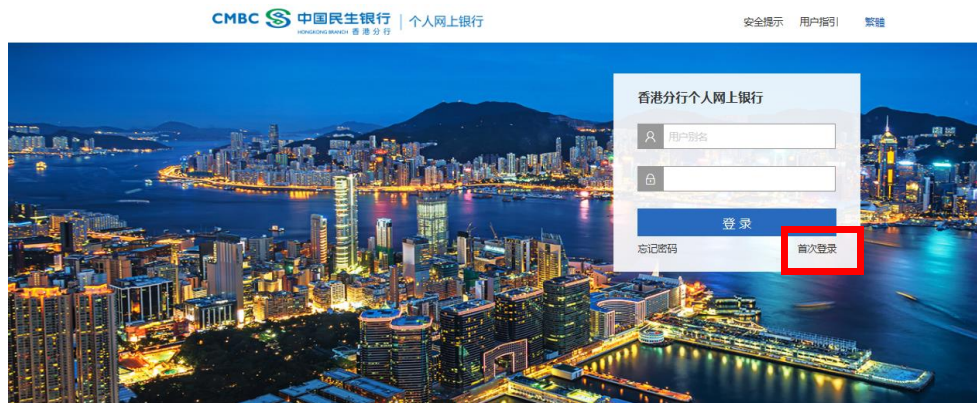 CMBC 中国民生银行 个人网上银行
HONGKONG BRANCH 香港分行
安全提示 用户指引 繁體
香港分行个人网上银行
用户别名
登录
忘记密码 首次登录